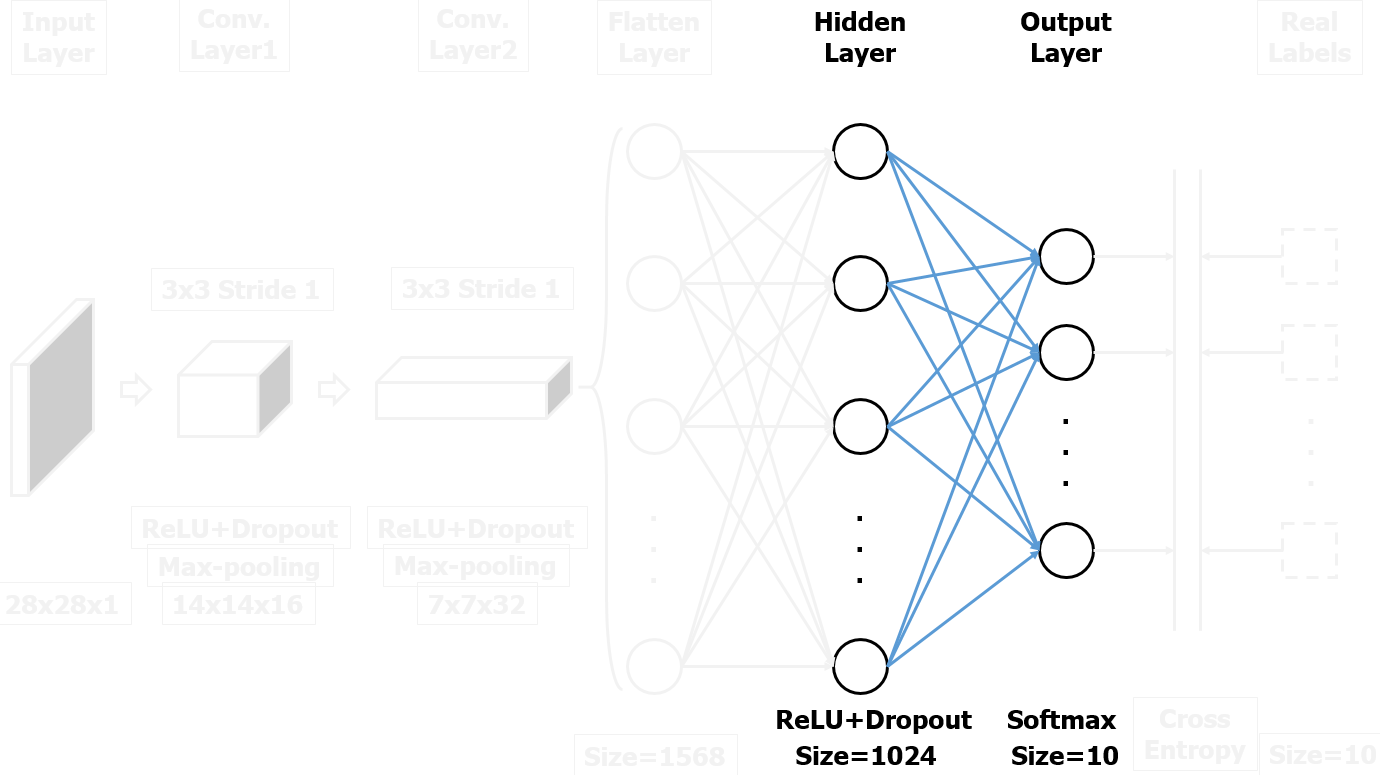 Input
Layer
Conv.
Layer1
Conv.
Layer2
Flatten
Layer
Hidden
Layer
Output
Layer
Real
Labels
3x3 Stride 1
3x3 Stride 1
ReLU+Dropout
Max-pooling
28x28x1
14x14x16
ReLU+Dropout
Max-pooling
7x7x32
Size=1568
ReLU+Dropout
Size=1024
Softmax
Size=10
Cross
Entropy
Size=10